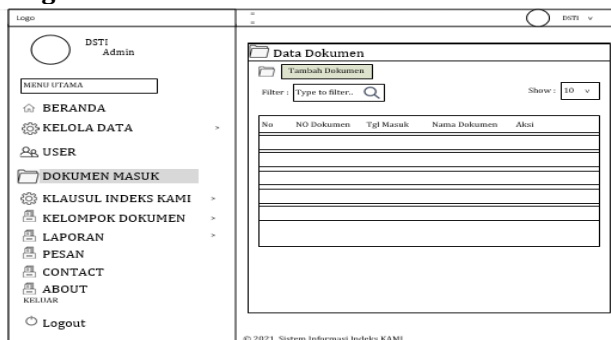 Logo
DSTI v
DSTI
Admin
MENU UTAMA
BERANDA
KELOLA DATA >
USER
DOKUMEN MASUK
KLAUSUL INDEKS KAMI >
KELOMPOK DOKUMEN >
LAPORAN >
PESAN
CONTACT
ABOUT
KELUAR
Logout
Data Dokumen
Tambah Dokumen
Filter : Type to filter.. Show : 10 v
No NO Dokumen Tgl Masuk Nama Dokumen Aksi
© 2021. Sistem Informasi Indeks KAMI